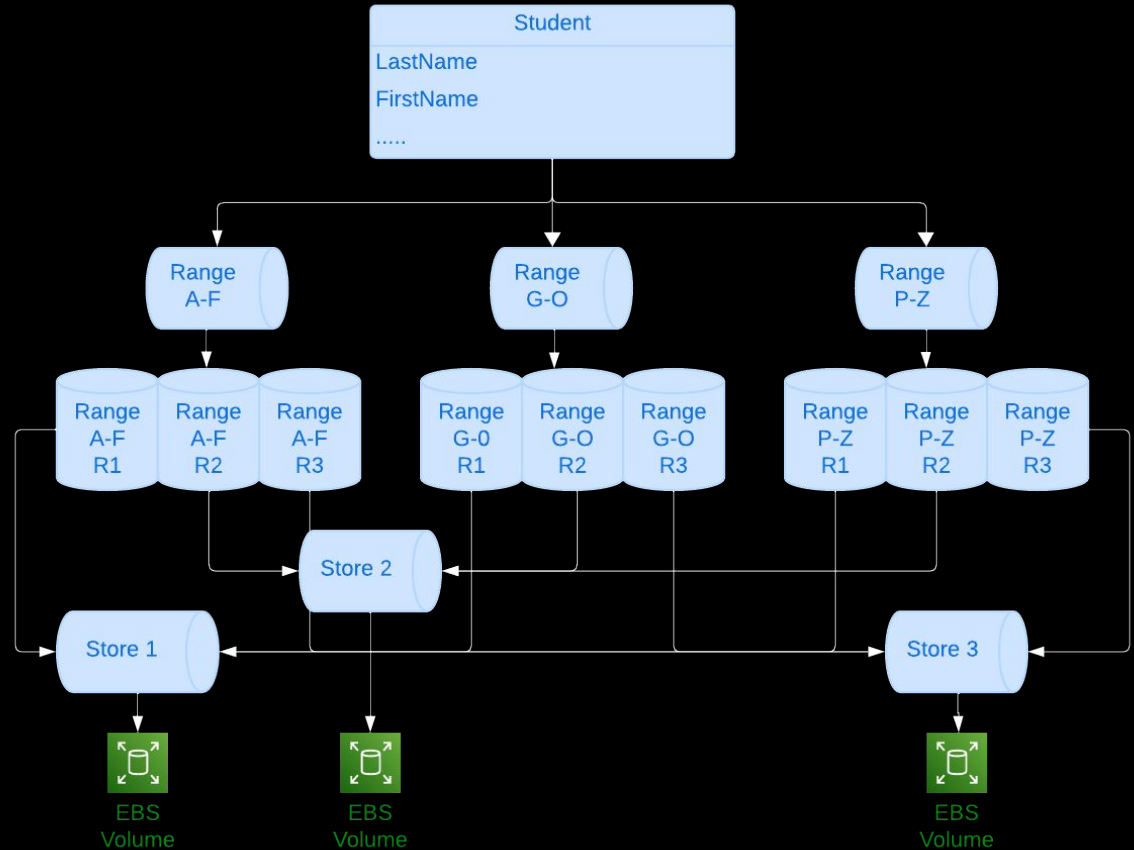 Student
LastName
FirstName
.....
Range
A-F
Range
G-O
Range
P-Z
Range
A-F
R1
Range
A-F
R2
Range
A-F
R3
Range
G-0
R1
Range
G-O
R2
Range
G-O
R3
Range
P-Z
R1
Range
P-Z
R2
Range
P-Z
R3
Store 2
Store 1
Store 3
EBS
Volume
EBS
Volume
EBS
Volume